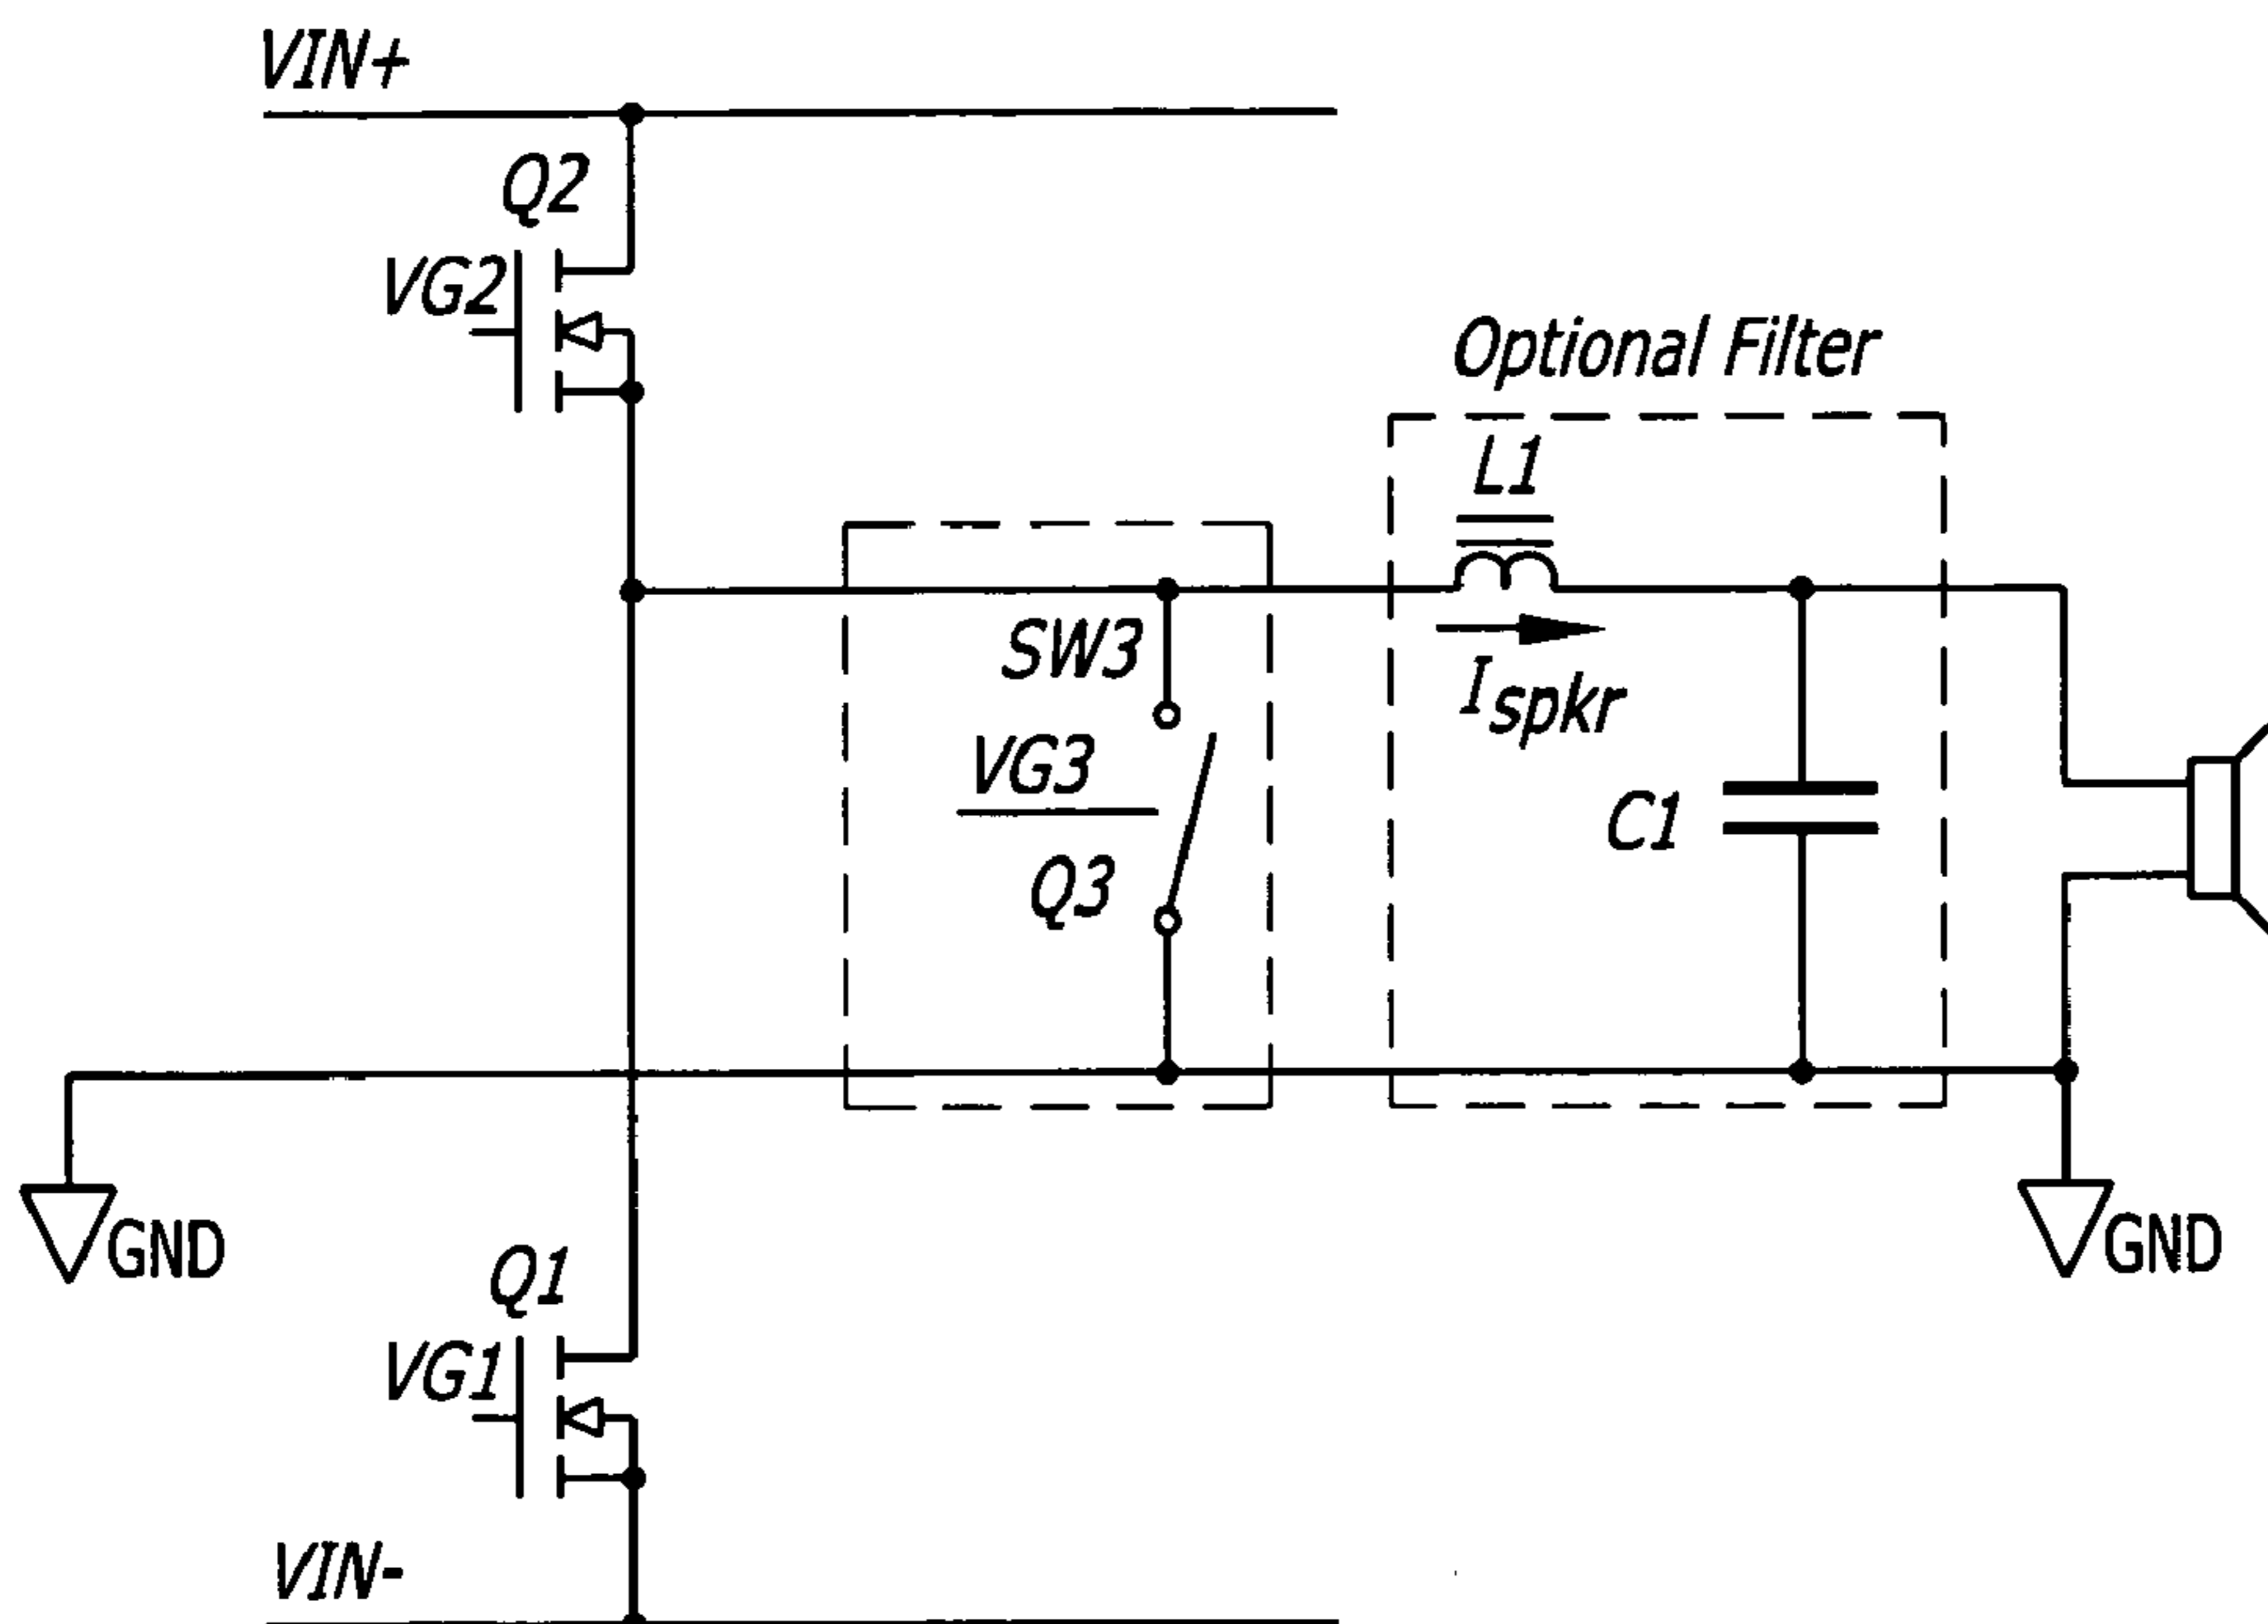 VIN+
Q2
VG2
Optional Filter
L1
SW3
Ispkr
VG3
C1
Q3
GND
GND
Q1
VG1
VIN-